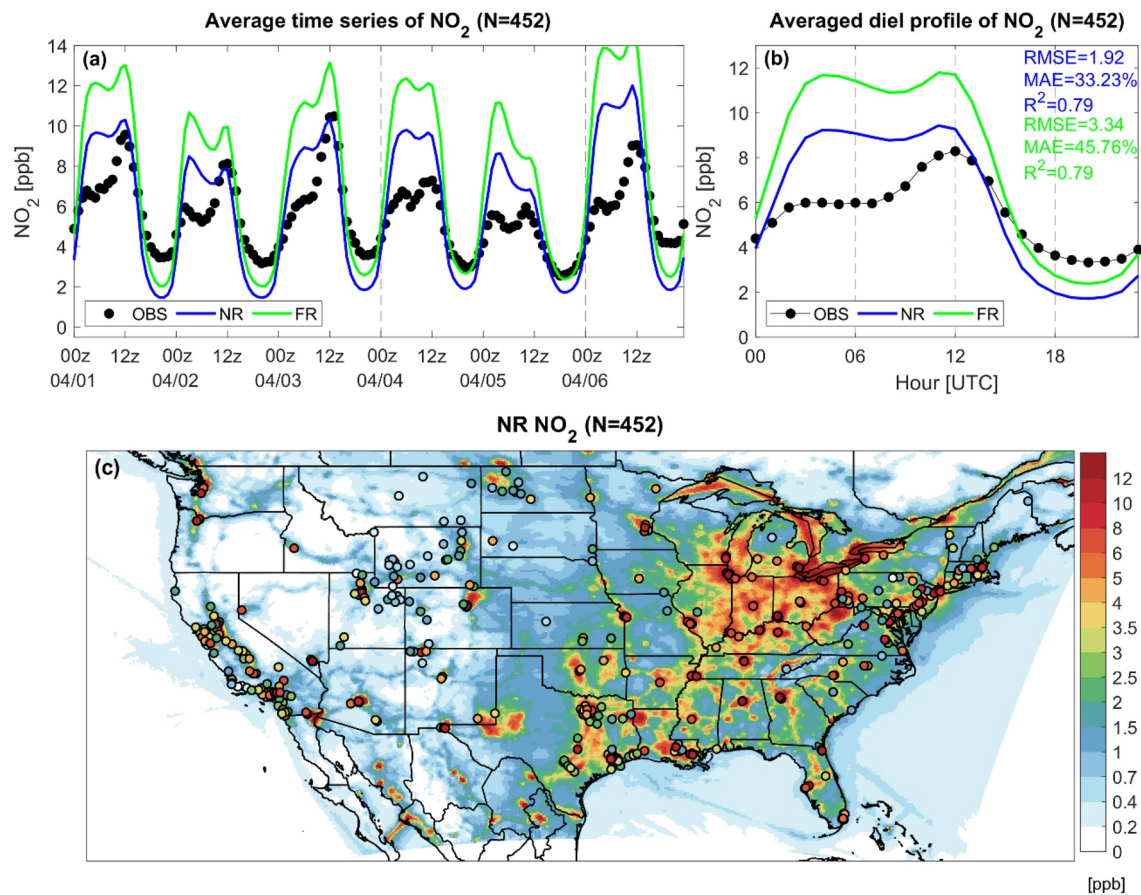 Average time series of NO2 (N=452)
Averaged diel profile of NO2 (N=452)
(a)
NO2 [ppb]
14
12
10
8
6
4
2
0
OBS NR FR
00z 12z 00z 12z 00z 12z 00z 12z 00z 12z 00z 12z
04/01 04/02 04/03 04/04 04/05 04/06
(b)
RMSE=1.92
MAE=33.23%
R2=0.79
RMSE=3.34
MAE=45.76%
R2=0.79
NO2 [ppb]
12
10
8
6
4
2
0
OBS NR FR
00 06 12 18
Hour [UTC]
NR NO2 (N=452)
(c)
12
10
8
6
5
4
3.5
3
2.5
2
1.5
1
0.7
0.4
0.2
0
[ppb]